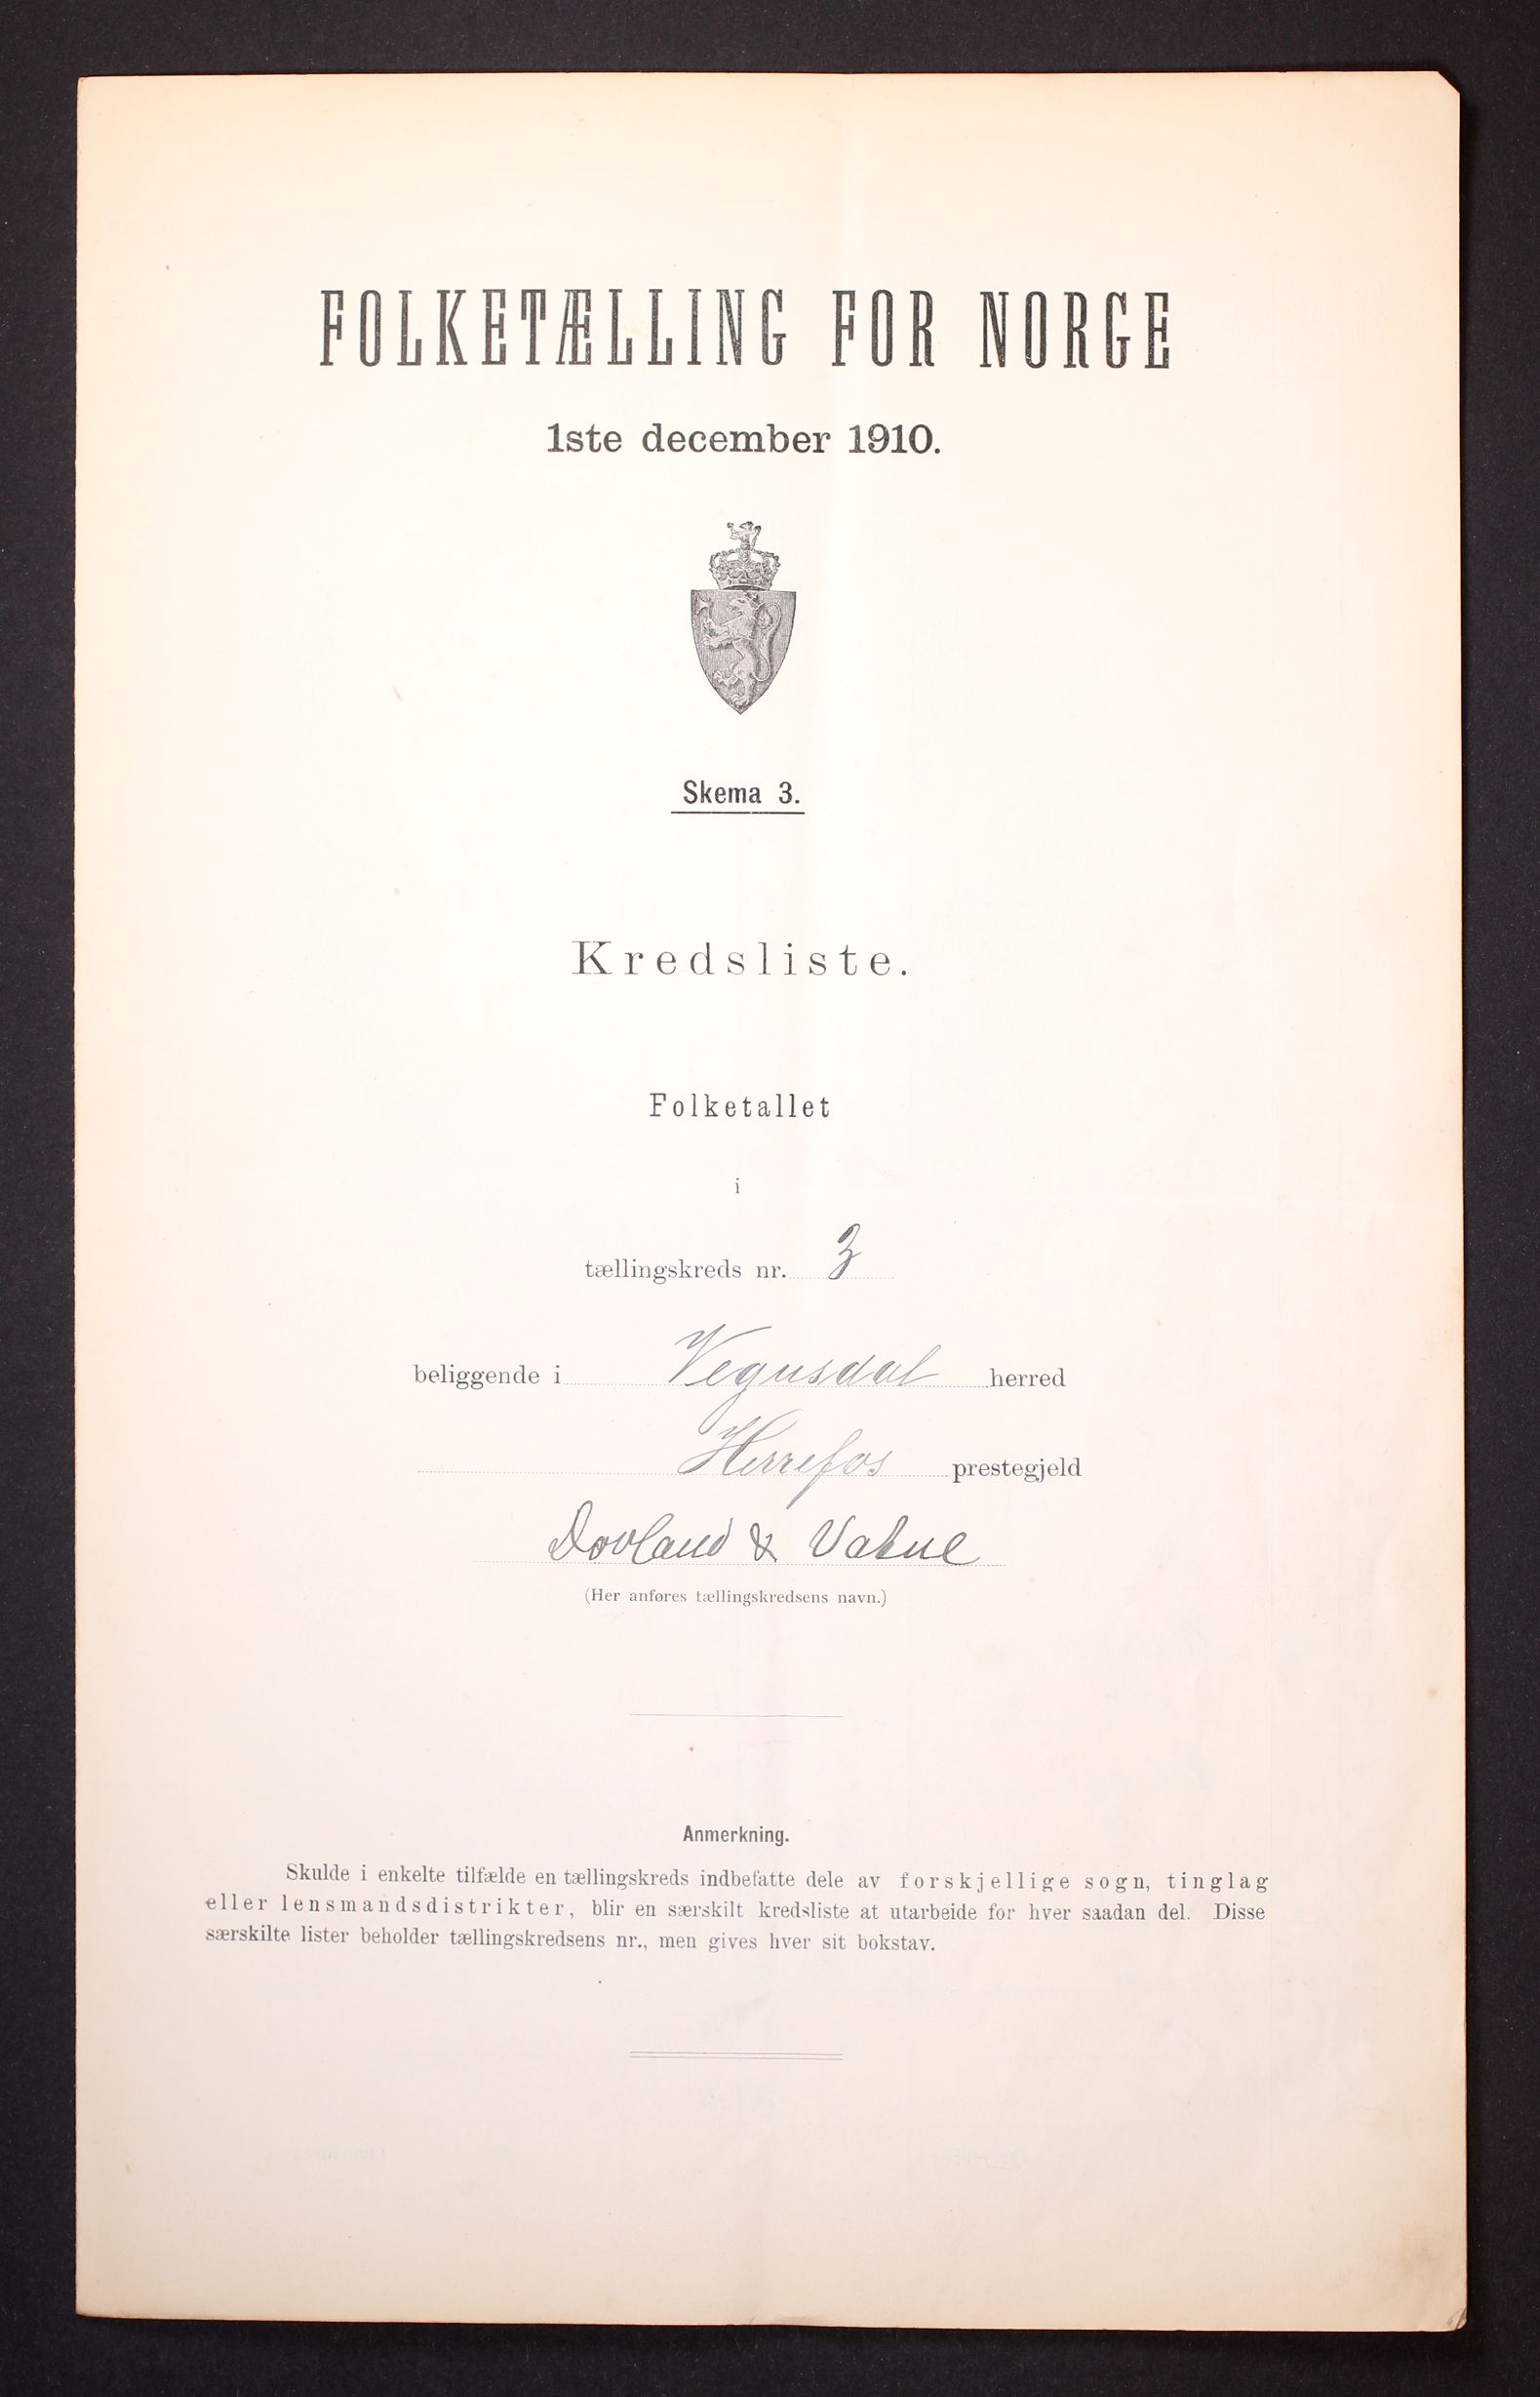 FOLKETÆLLING FOR NORGE
1ste december 1910.
Skema 3.
Kredsliste.
Folketallet
i
tællingskreds nr. 3
beliggende i Vegusdal herred
Herrefos prestegjeld
Dovland & Vatne
(Her anføres tællingskredsens navn.)
Anmerkning.
Skulde i enkelte tilfælde en tællingskreds indbefatte dele av forskjellige sogn, tinglag
eller lensmandsdistrikter, blir en særskilt kredsliste at utarbeide for hver saadan del. Disse
særskilte lister beholder tællingskredsens nr., men gives hver sit bokstav.